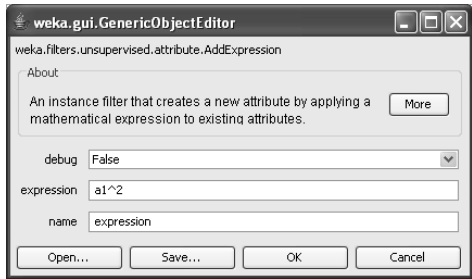 weka.gui.GenericObjectEditor
weka.filters.unsupervised.attribute.AddExpression
About
An instance filter that creates a new attribute by applying a
mathematical expression to existing attributes.
More
debug False
expression a1^2
name expression
Open... Save... OK Cancel